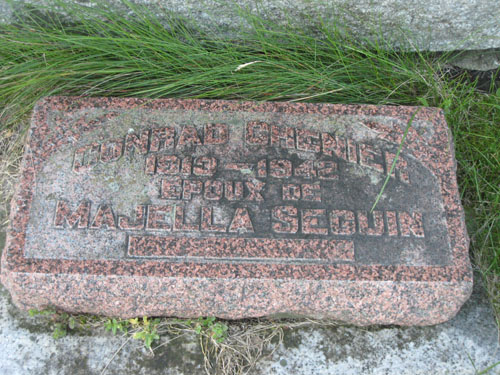 CONRAD CHENIER
1913 - 1942
EPOUX DE
MAJELLA SEGUIN